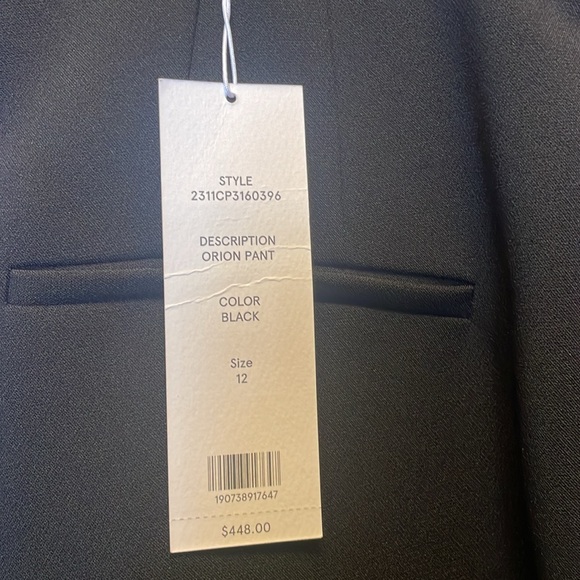 STYLE
2311CP3160396
DESCRIPTION
ORION PANT
COLOR
BLACK
Size
12
190738917647
$448.00